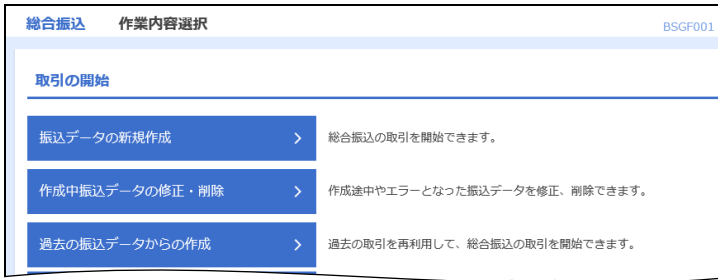 総合振込 作業内容選択 BSGF001
取引の開始
振込データの新規作成 総合振込の取引を開始できます。
作成中振込データの修正・削除 作成途中やエラーとなった振込データを修正、削除できます。
過去の振込データからの作成 過去の取引を再利用して、総合振込の取引を開始できます。